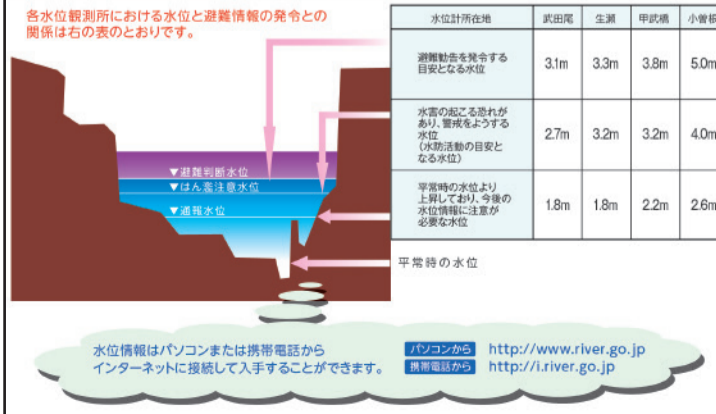 各水位観測所における水位と避難情報の発令との
関係は右の表のとおりです。
水位計所在地 武田尾 生瀬 甲武橋 小曽根
避難勧告を発令する
目安となる水位
3.1m 3.3m 3.8m 5.0m
水害の起こる恐れが
あり、警戒をようする
水位
(水防活動の目安と
なる水位)
2.7m 3.2m 3.2m 4.0m
平常時の水位より
上昇しており、今後の
水位情報に注意が
必要な水位
1.8m 1.8m 2.2m 2.6m
▼避難判断水位
▼はん濫注意水位
▼通報水位
平常時の水位
水位情報はパソコンまたは携帯電話から
インターネットに接続して入手することができます。
パソコンから http://www.river.go.jp
携帯電話から http://i.river.go.jp